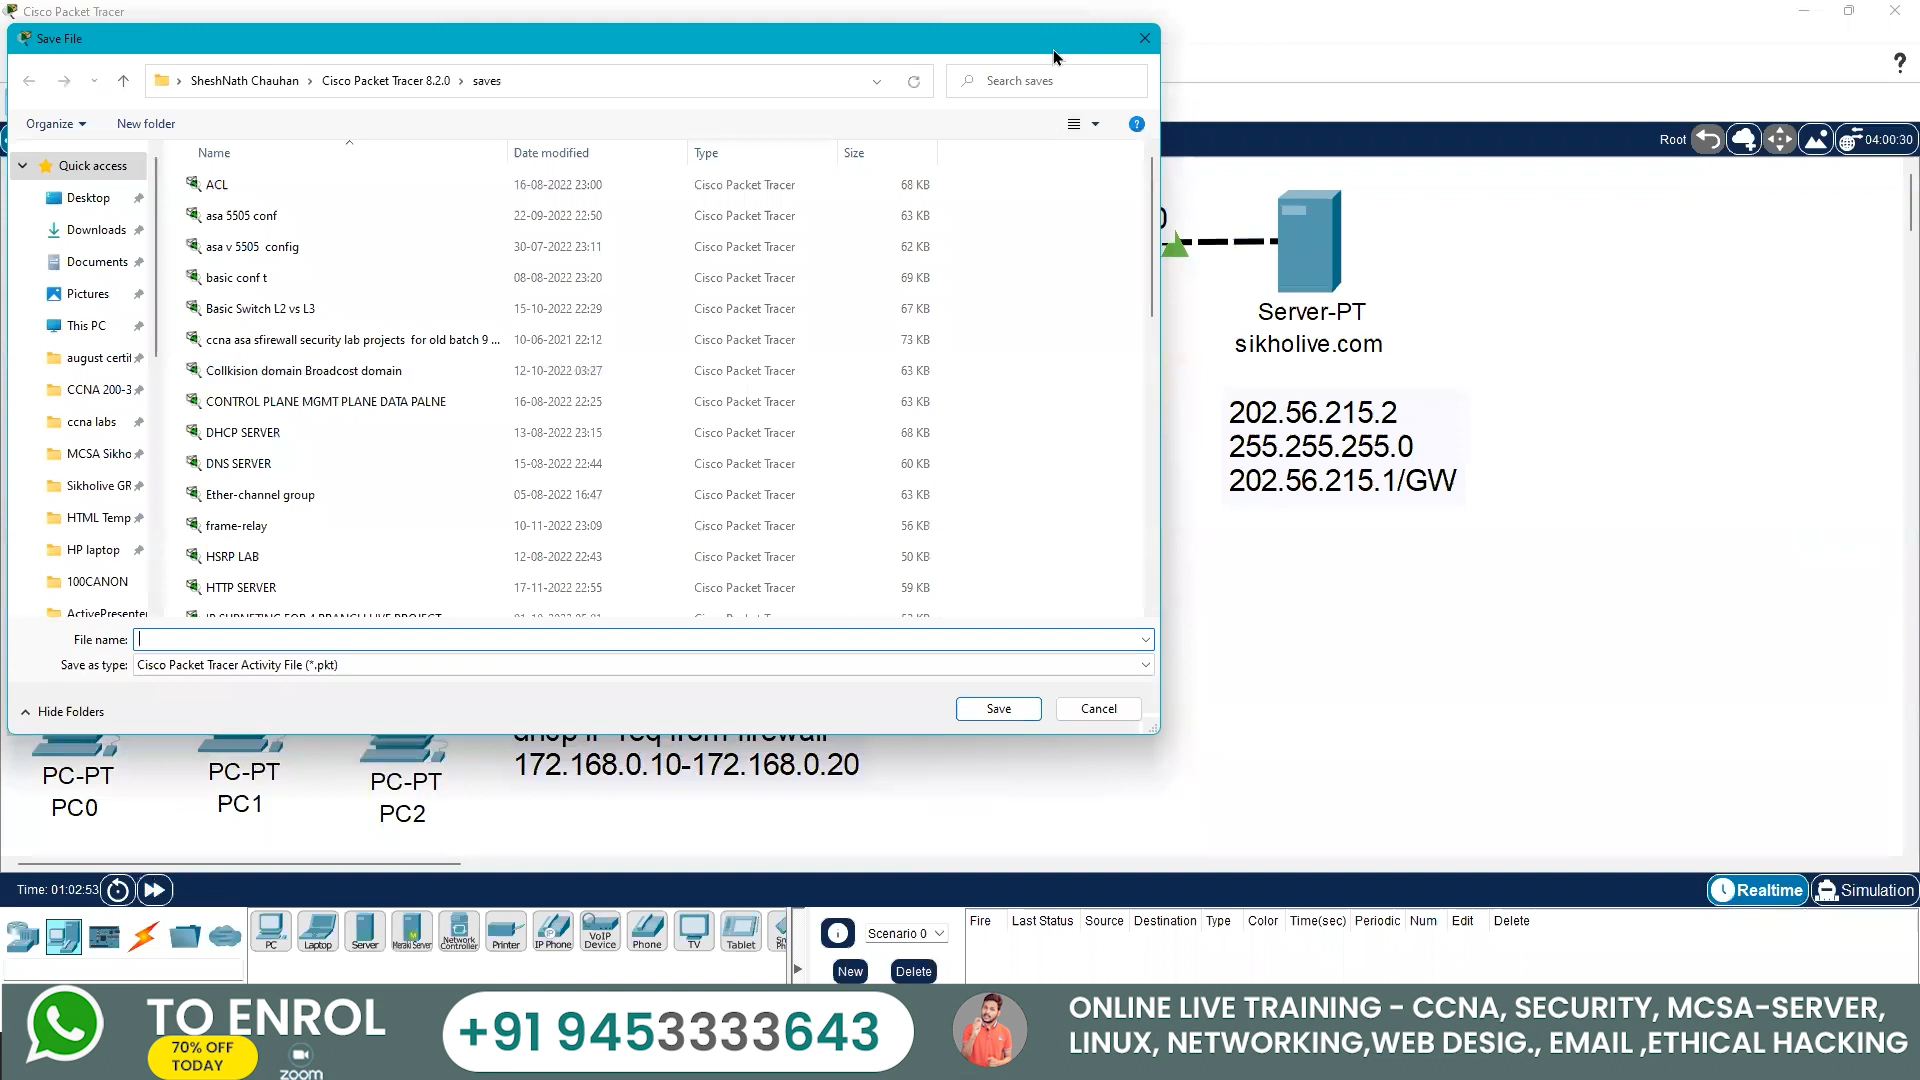 Cisco Packet Tracer
Save File
SheshNath Chauhan › Cisco Packet Tracer 8.2.0 › saves
Search saves
Organize
New folder
Root
04:00:30
Name
Date modified
Type
Size
Quick access
Desktop
Downloads
Documents
Pictures
This PC
august certif
CCNA 200-3
ccna labs
MCSA Sikho
Sikholive GR
HTML Temp
HP laptop
100CANON
ActivePresenter
ACL 16-08-2022 23:00 Cisco Packet Tracer 68 KB
asa 5505 conf 22-09-2022 22:50 Cisco Packet Tracer 63 KB
asa v 5505 config 30-07-2022 23:11 Cisco Packet Tracer 62 KB
basic conf t 08-08-2022 23:20 Cisco Packet Tracer 69 KB
Basic Switch L2 vs L3 15-10-2022 22:29 Cisco Packet Tracer 67 KB
ccna asa sfirewall security lab projects for old batch 9 ... 10-06-2021 22:12 Cisco Packet Tracer 73 KB
Collkision domain Broadcost domain 12-10-2022 03:27 Cisco Packet Tracer 63 KB
CONTROL PLANE MGMT PLANE DATA PALNE 16-08-2022 22:25 Cisco Packet Tracer 63 KB
DHCP SERVER 13-08-2022 23:15 Cisco Packet Tracer 68 KB
DNS SERVER 15-08-2022 22:44 Cisco Packet Tracer 60 KB
Ether-channel group 05-08-2022 16:47 Cisco Packet Tracer 63 KB
frame-relay 10-11-2022 23:09 Cisco Packet Tracer 56 KB
HSRP LAB 12-08-2022 22:43 Cisco Packet Tracer 50 KB
HTTP SERVER 17-11-2022 22:55 Cisco Packet Tracer 59 KB
File name:
Save as type: Cisco Packet Tracer Activity File (*.pkt)
Hide Folders
Save
Cancel
Server-PT
sikholive.com
202.56.215.2
255.255.255.0
202.56.215.1/GW
dhcp ip req from firewall
172.168.0.10-172.168.0.20
PC-PT
PC0
PC-PT
PC1
PC-PT
PC2
Time: 01:02:53
Realtime
Simulation
PC
Laptop
Server
Meraki Server
Network Controller
Printer
IP Phone
VoIP Device
Phone
TV
Tablet
Scenario 0
New
Delete
Fire Last Status Source Destination Type Color Time(sec) Periodic Num Edit Delete
TO ENROL
70% OFF
TODAY
zoom
+91 9453333643
ONLINE LIVE TRAINING - CCNA, SECURITY, MCSA-SERVER,
LINUX, NETWORKING,WEB DESIG., EMAIL ,ETHICAL HACKING